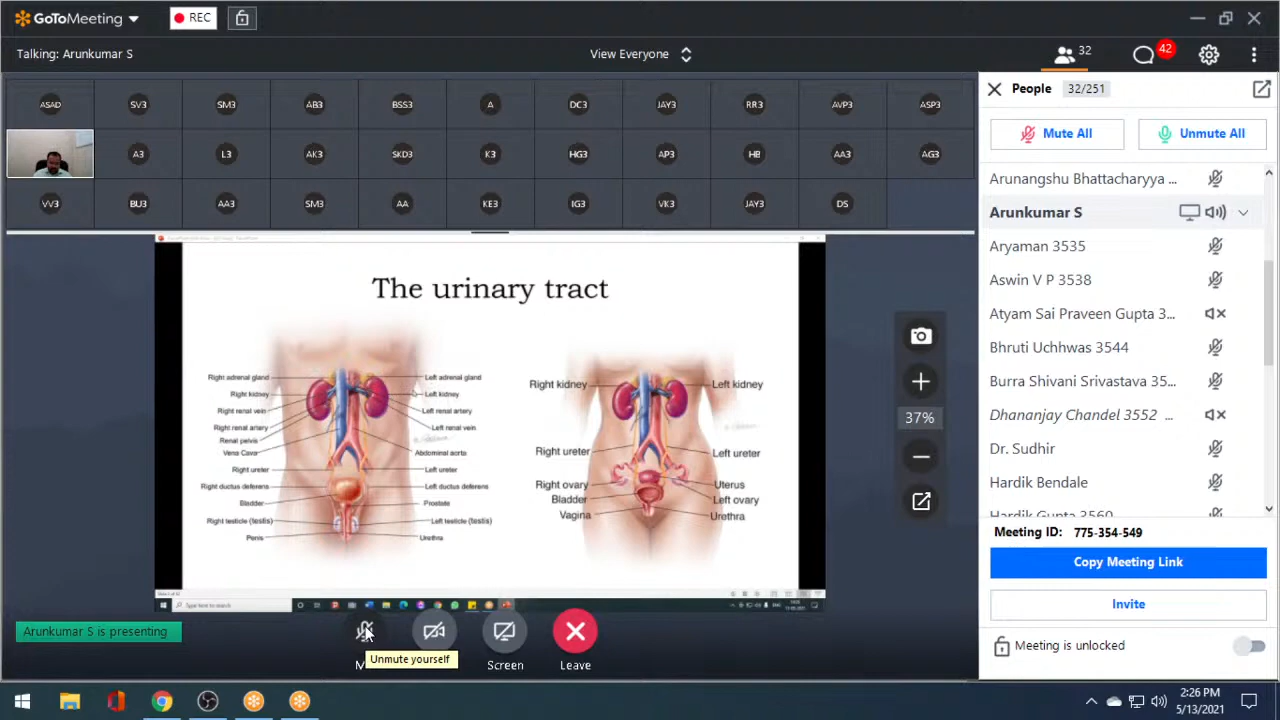 GoToMeeting
REC
Talking: Arunkumar S
View Everyone
32
42
ASAD
SV3
SM3
AB3
BSS3
A
DC3
JAY3
RR3
AVP3
ASP3
A3
L3
AK3
SKD3
K3
HG3
AP3
HB
AA3
AG3
VV3
BU3
AA3
SM3
AA
KE3
IG3
VK3
JAY3
DS
The urinary tract
Right adrenal gland
Right kidney
Right renal vein
Right renal artery
Renal pelvis
Vena Cava
Right ureter
Right ductus deferens
Bladder
Right testicle (testis)
Penis
Left adrenal gland
Left kidney
Left renal artery
Left renal vein
Abdominal aorta
Left ureter
Left ductus deferens
Prostate
Left testicle (testis)
Urethra
Right kidney
Right ureter
Right ovary
Bladder
Vagina
Left kidney
Left ureter
Uterus
Left ovary
Urethra
Type here to search
37%
Arunkumar S is presenting
M
Unmute yourself
Screen
Leave
People 32/251
Mute All
Unmute All
Arunangshu Bhattacharyya ...
Arunkumar S
Aryaman 3535
Aswin V P 3538
Atyam Sai Praveen Gupta 3...
Bhruti Uchhwas 3544
Burra Shivani Srivastava 35...
Dhananjay Chandel 3552 ...
Dr. Sudhir
Hardik Bendale
Hardik Gupta 3560
Meeting ID: 775-354-549
Copy Meeting Link
Invite
Meeting is unlocked
2:26 PM
5/13/2021